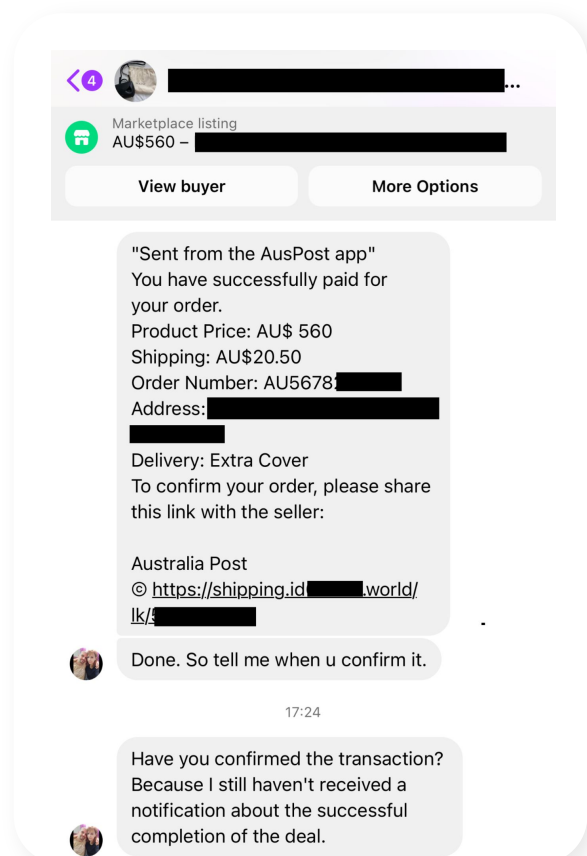 4
...
Marketplace listing
AU$560 –
View buyer
More Options
"Sent from the AusPost app"
You have successfully paid for
your order.
Product Price: AU$ 560
Shipping: AU$20.50
Order Number: AU5678
Address:
Delivery: Extra Cover
To confirm your order, please share
this link with the seller:
Australia Post
© https://shipping.id .world/
lk/
Done. So tell me when u confirm it.
17:24
Have you confirmed the transaction?
Because I still haven't received a
notification about the successful
completion of the deal.